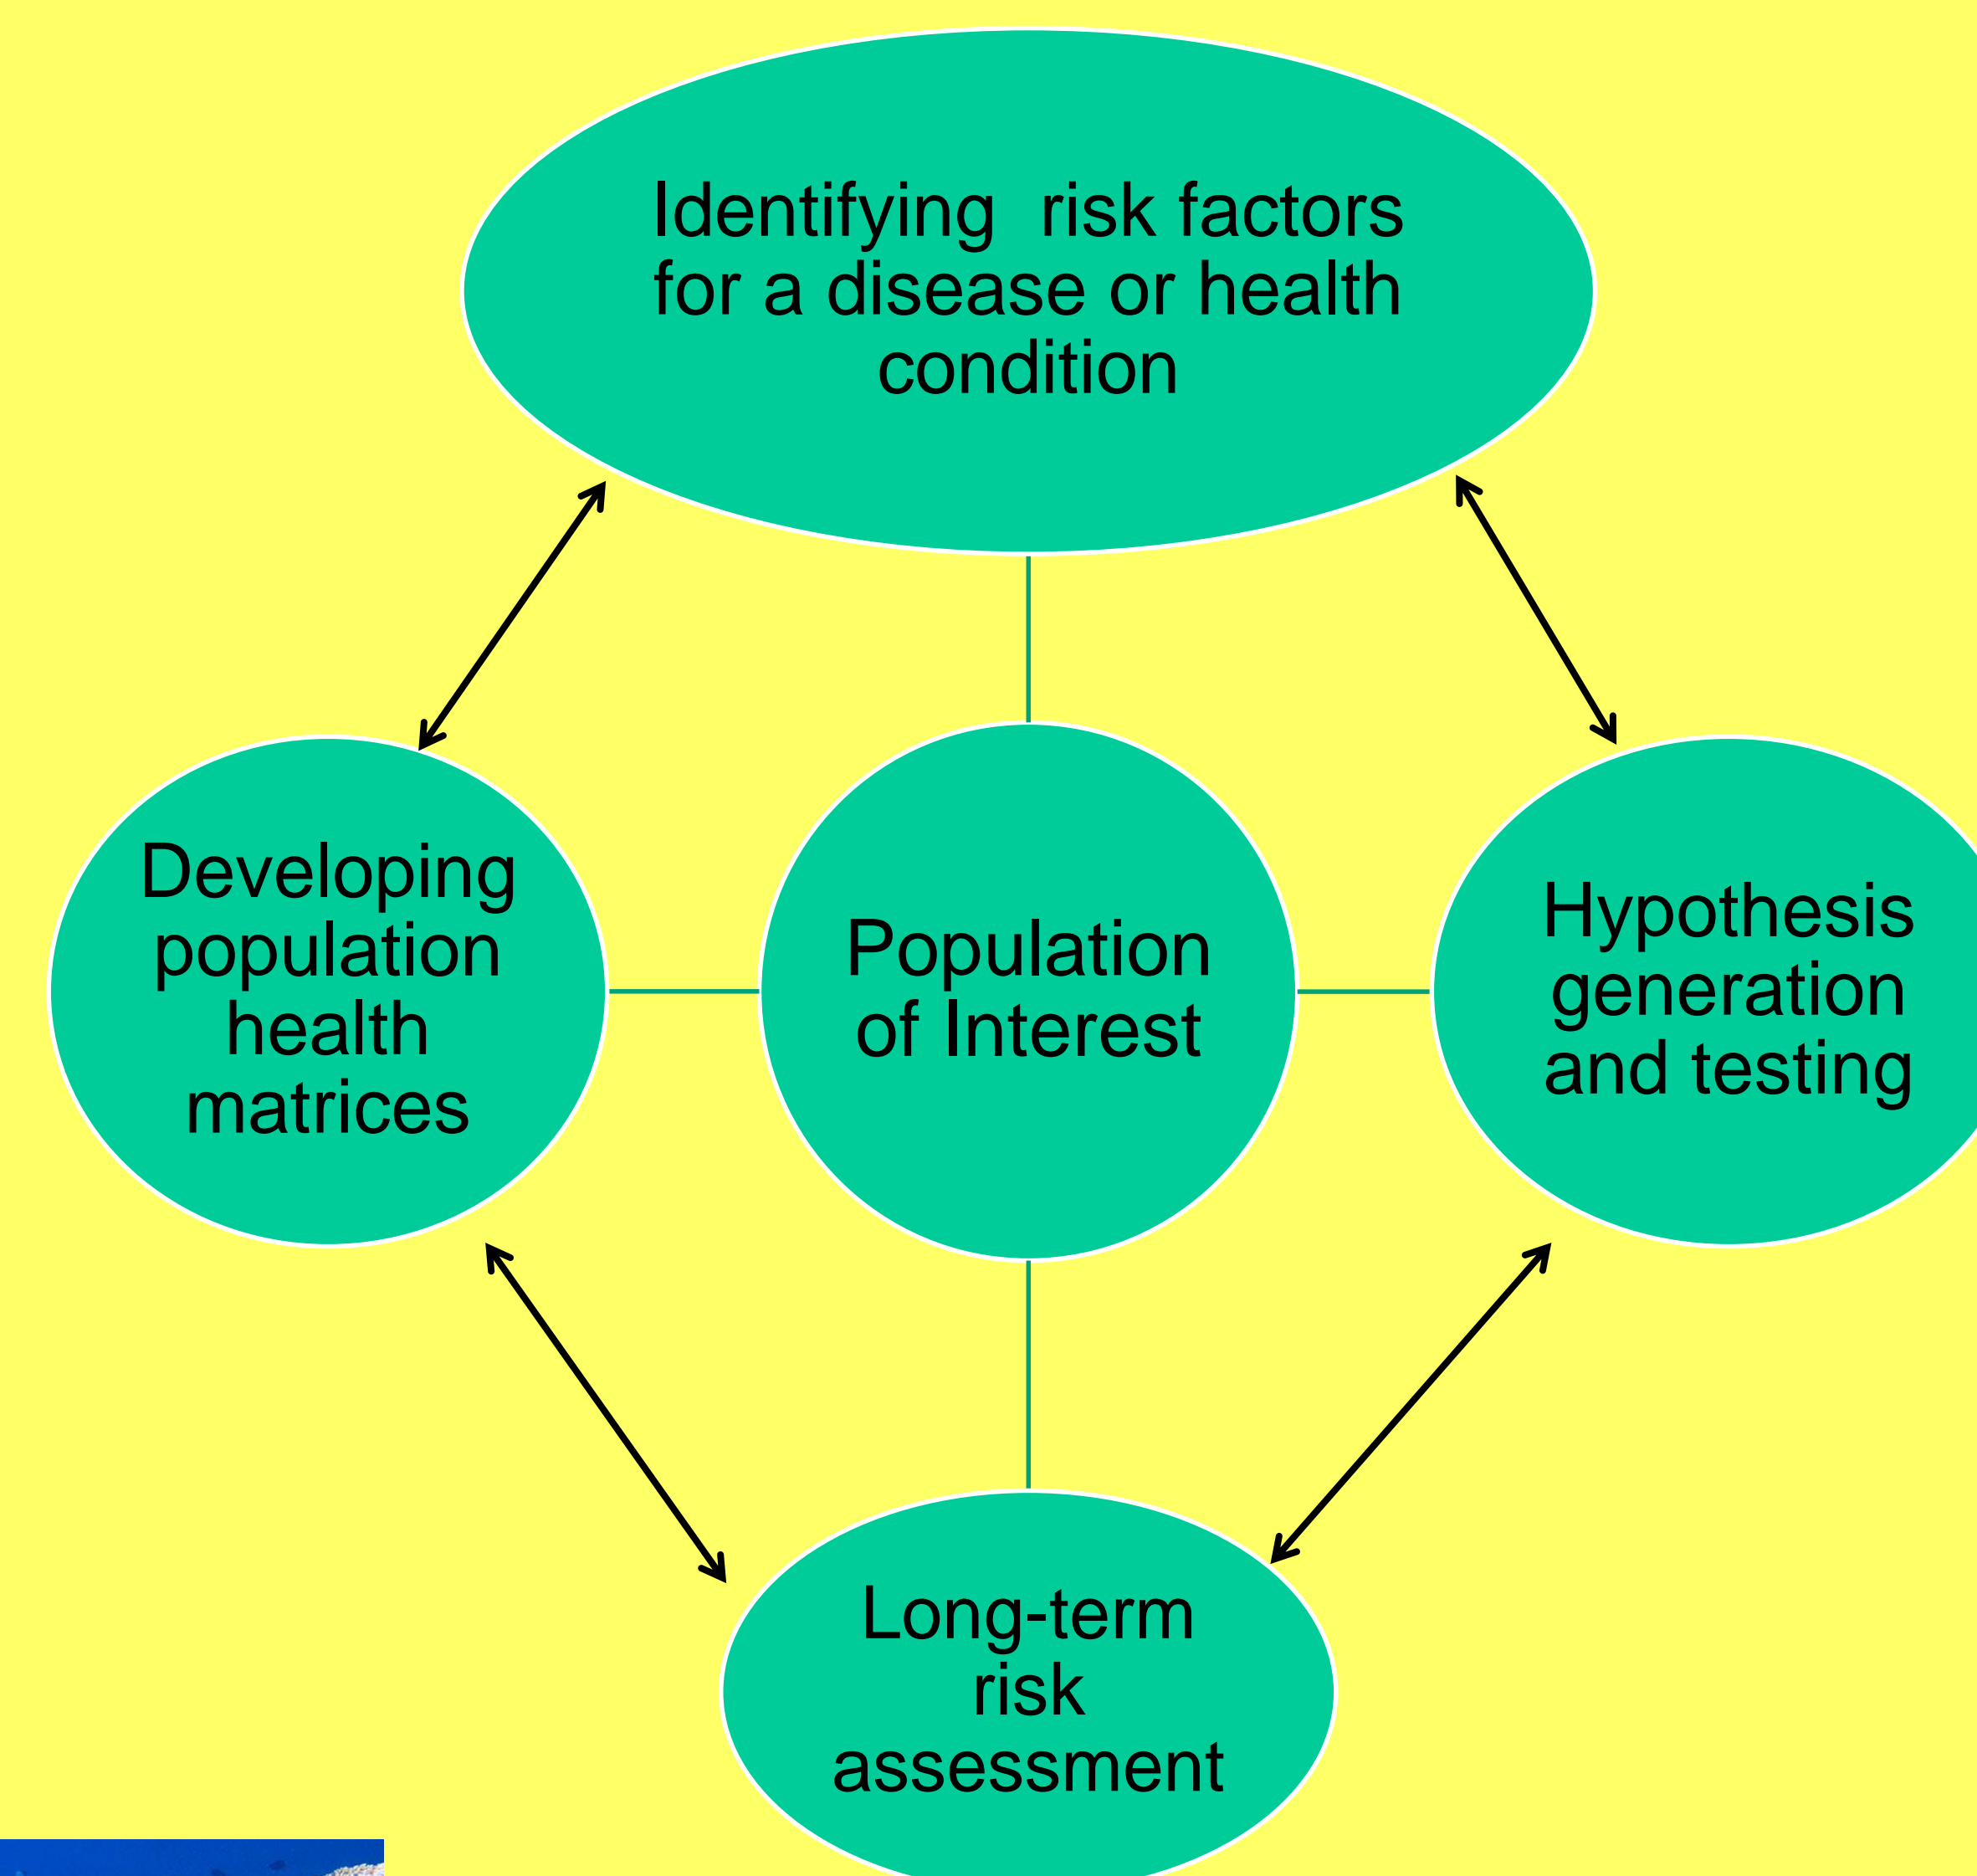 Identifying risk factors
for a disease or health
condition
Developing
population
health
matrices
Population
of Interest
Hypothesis
generation
and testing
Long-term
risk
assessment